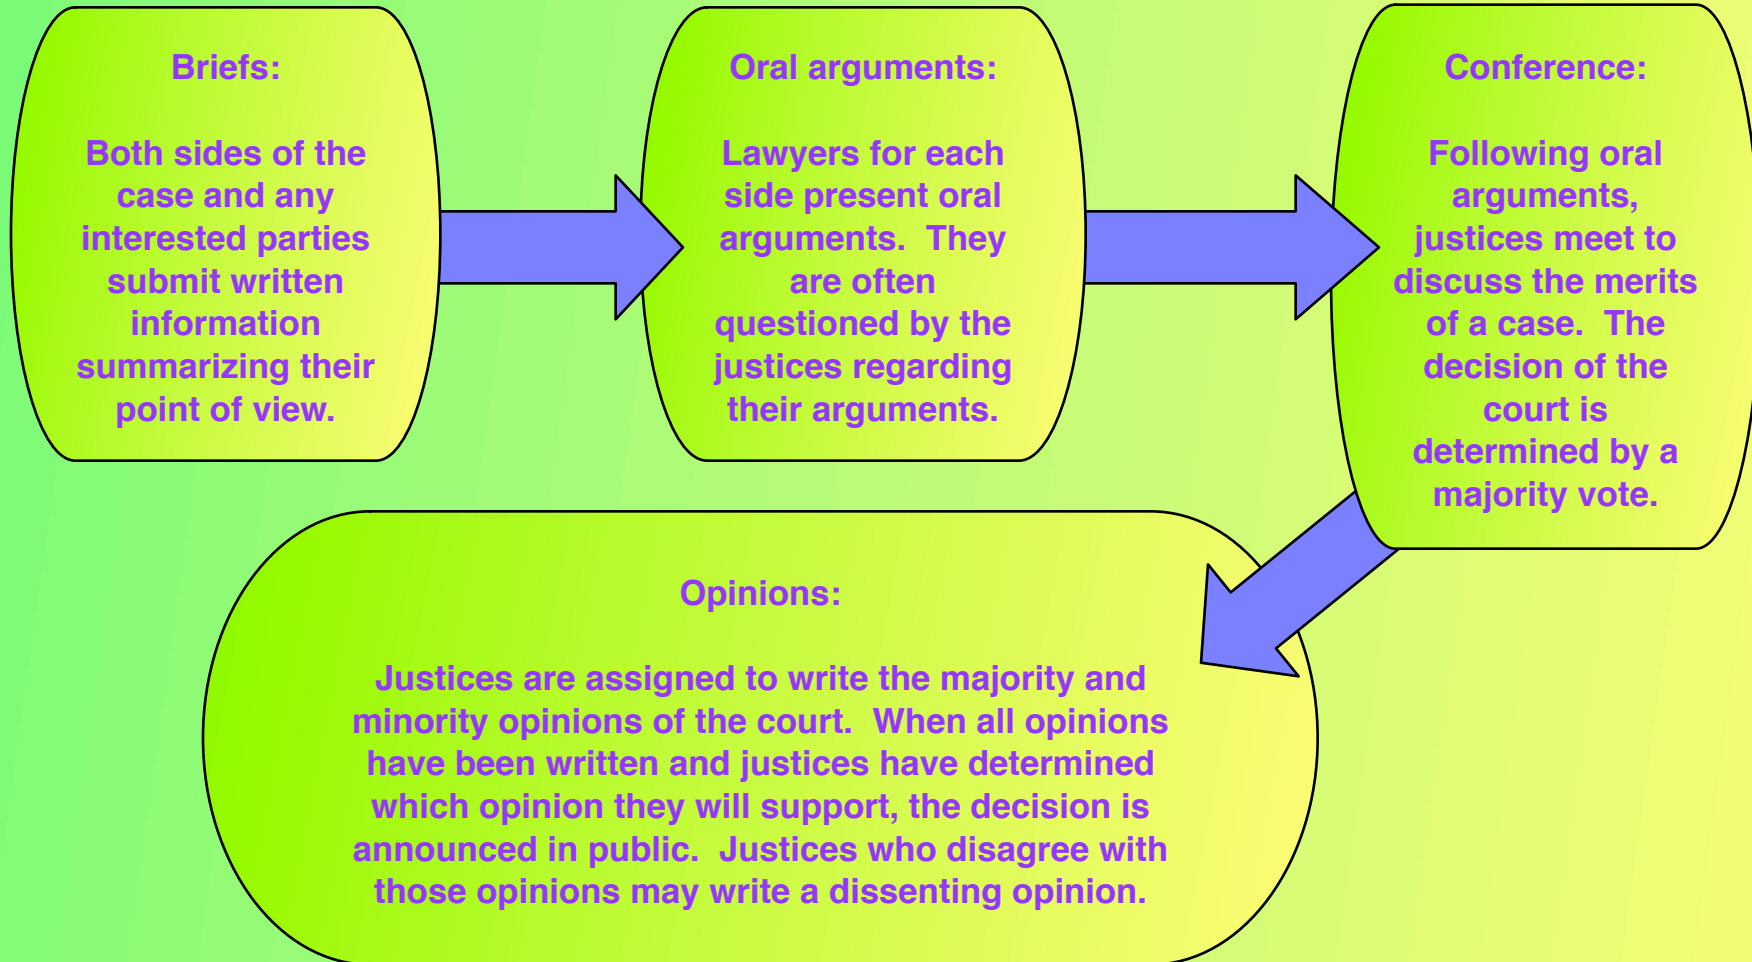 Briefs:
Both sides of the
case and any
interested parties
submit written
information
summarizing their
point of view.
Oral arguments:
Lawyers for each
side present oral
arguments.  They
are often
questioned by the
justices regarding
their arguments.
Conference:
Following oral
arguments,
justices meet to
discuss the merits
of a case.  The
decision of the
court is
determined by a
majority vote.
Opinions:
Justices are assigned to write the majority and
minority opinions of the court.  When all opinions
have been written and justices have determined
which opinion they will support, the decision is
announced in public.  Justices who disagree with
those opinions may write a dissenting opinion.